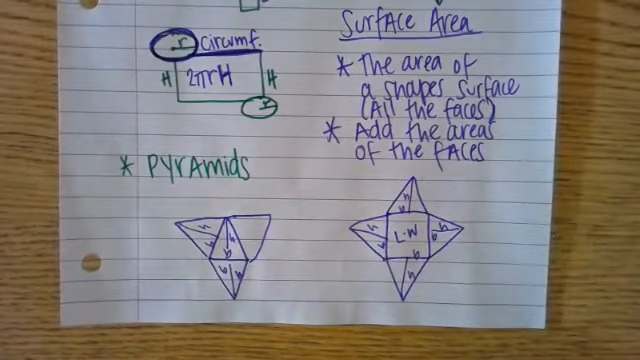 Surface Area
r circumf.
H 2πrH H
r
* The area of
a shapes surface
(All the faces)
* Add the areas
of the faces
* Pyramids
h h
b b
b h
h
b
h L·W h
b b
b
h